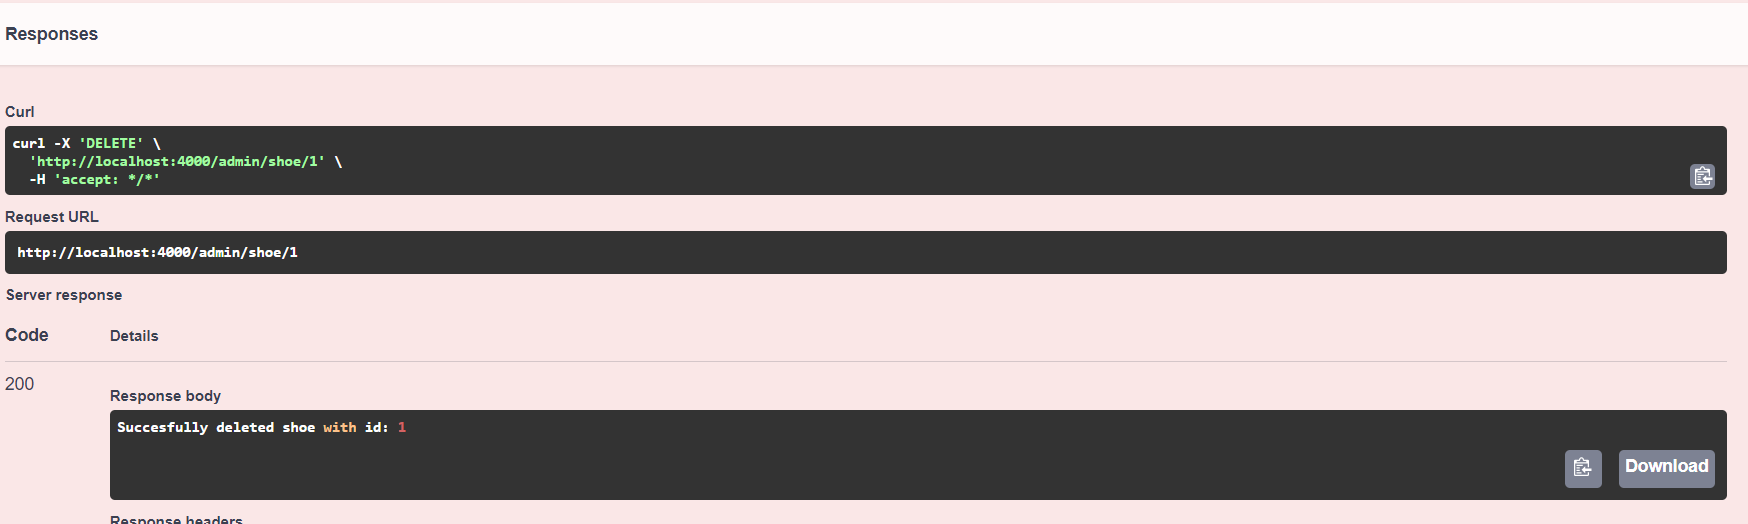 Responses
Curl
curl -X 'DELETE' \
'http://localhost:4000/admin/shoe/1' \
-H 'accept: */*'
Request URL
http://localhost:4000/admin/shoe/1
Server response
Code Details
200
Response body
Succesfully deleted shoe with id: 1
Download
Response headers